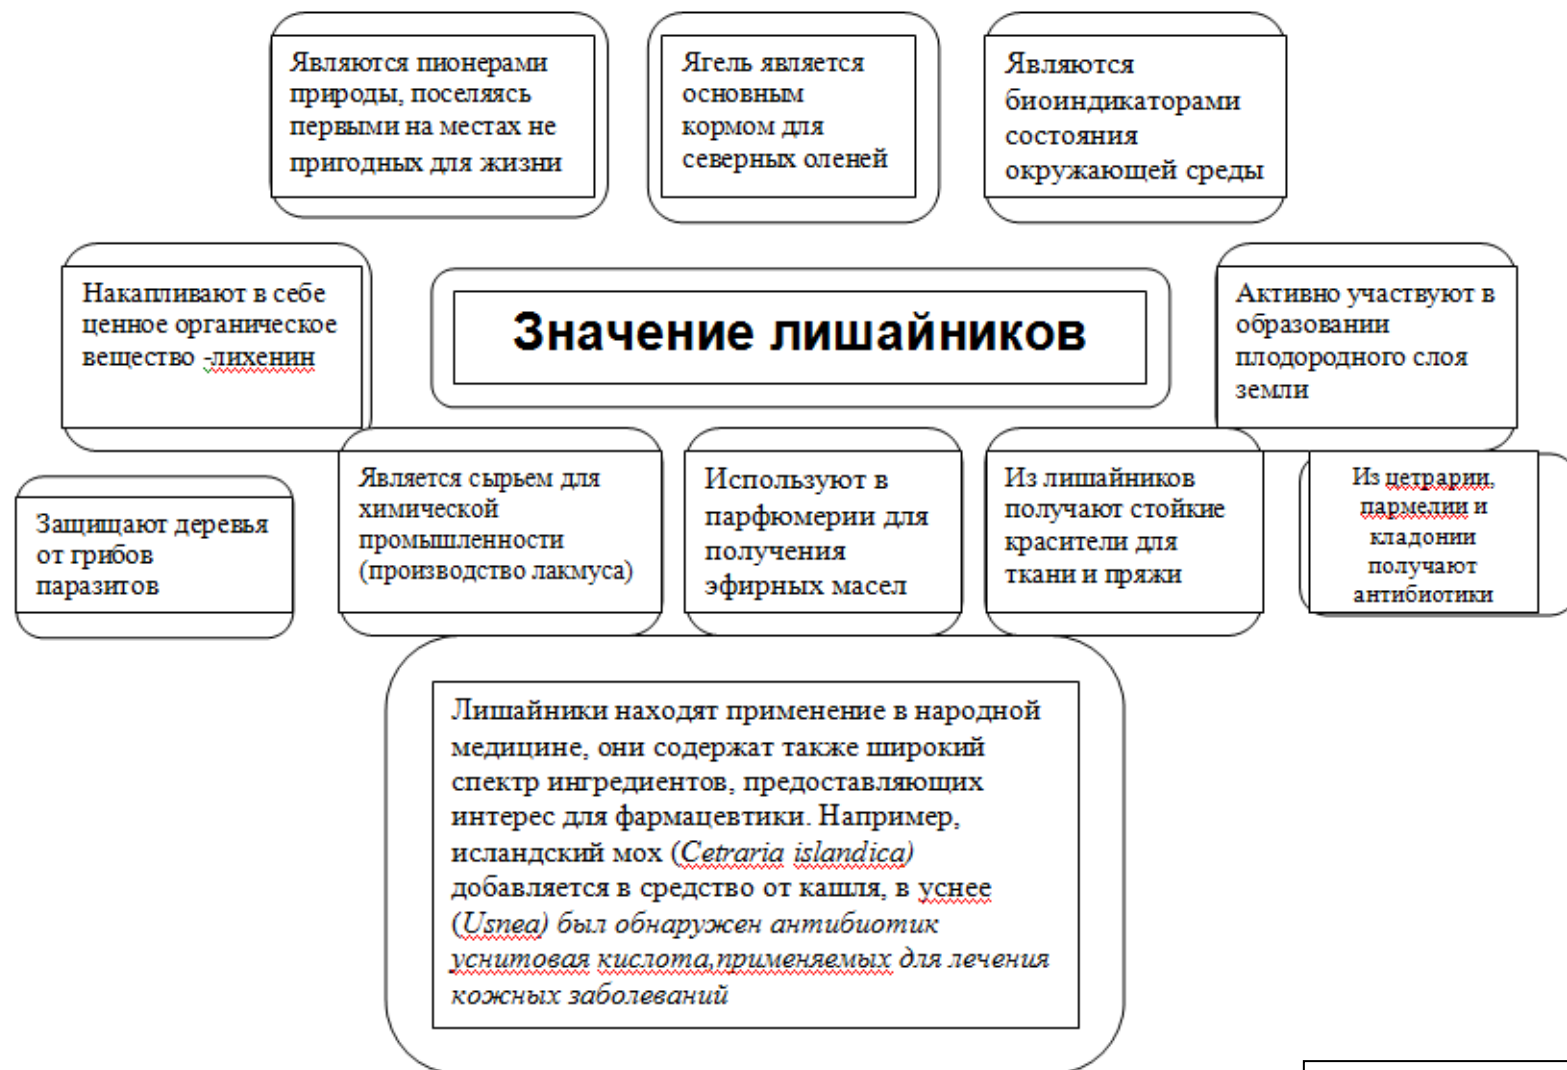 Являются пионерами
природы, поселяясь
первыми на местах не
пригодных для жизни
Ягель является
основным
кормом для
северных оленей
Являются
биоиндикаторами
состояния
окружающей среды
Накапливают в себе
ценное органическое
вещество -лихенин
Значение лишайников
Активно участвуют в
образовании
плодородного слоя
земли
Защищают деревья
от грибов
паразитов
Является сырьем для
химической
промышленности
(производство лакмуса)
Используют в
парфюмерии для
получения
эфирных масел
Из лишайников
получают стойкие
красители для
ткани и пряжи
Из цетрарии,
пармелии и
кладонии
получают
антибиотики
Лишайники находят применение в народной
медицине, они содержат также широкий
спектр ингредиентов, предоставляющих
интерес для фармацевтики. Например,
исландский мох (Cetraria islandica)
добавляется в средство от кашля, в уснее
(Usnea) был обнаружен антибиотик
уснитовая кислота,применяемых для лечения
кожных заболеваний